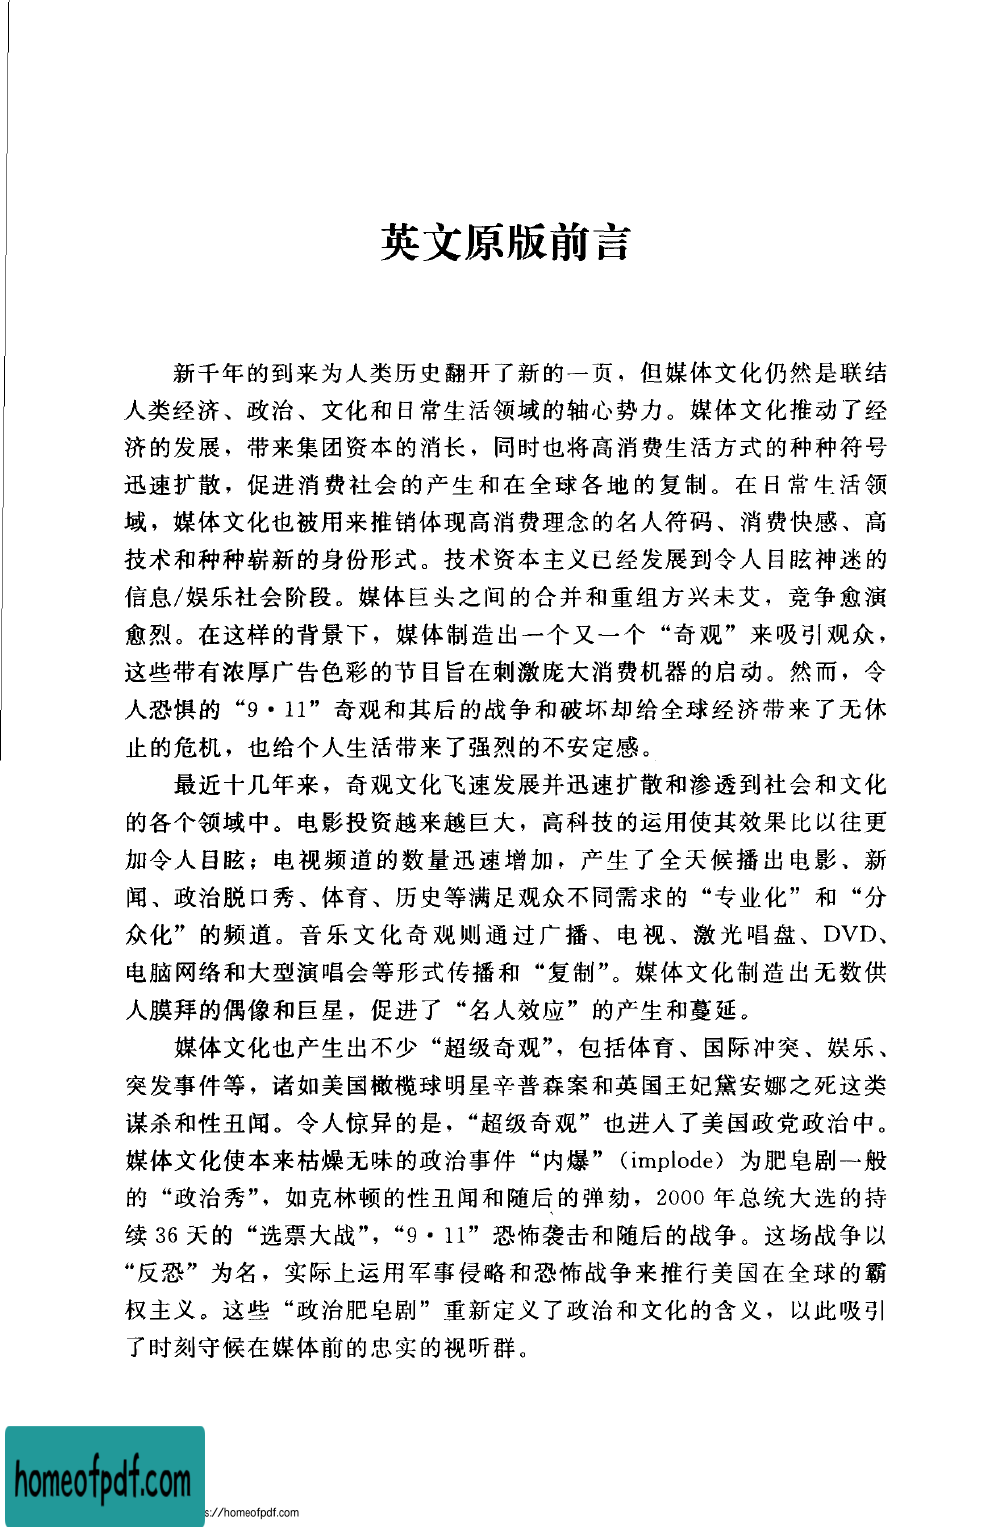 英文原版前言
新千年的到来为人类历史翻开了新的一页，但媒体文化仍然是联结
人类经济、政治、文化和日常生活领域的轴心势力。媒体文化推动了经
济的发展，带来集团资本的消长，同时也将高消费生活方式的种种符号
迅速扩散，促进消费社会的产生和在全球各地的复制。在日常生活领
域，媒体文化也被用来推销体现高消费理念的名人符码、消费快感、高
技术和种种崭新的身份形式。技术资本主义已经发展到令人目眩神迷的
信息/娱乐社会阶段。媒体巨头之间的合并和重组方兴未艾，竞争愈演
愈烈。在这样的背景下，媒体制造出一个又一个“奇观”来吸引观众，
这些带有浓厚广告色彩的节目旨在刺激庞大消费机器的启动。然而，令
人恐惧的“9·11”奇观和其后的战争和破坏却给全球经济带来了无休
止的危机，也给个人生活带来了强烈的不安定感。
最近十几年来，奇观文化飞速发展并迅速扩散和渗透到社会和文化
的各个领域中。电影投资越来越巨大，高科技的运用使其效果比以往更
加令人目眩；电视频道的数量迅速增加，产生了全天候播出电影、新
闻、政治脱口秀、体育、历史等满足观众不同需求的“专业化”和“分
众化”的频道。音乐文化奇观则通过广播、电视、激光唱盘、DVD、
电脑网络和大型演唱会等形式传播和“复制”。媒体文化制造出无数供
人膜拜的偶像和巨星，促进了“名人效应”的产生和蔓延。
媒体文化也产生出不少“超级奇观”，包括体育、国际冲突、娱乐、
突发事件等，诸如美国橄榄球明星辛普森案和英国王妃黛安娜之死这类
谋杀和性丑闻。令人惊异的是，“超级奇观”也进入了美国政党政治中。
媒体文化使本来枯燥无味的政治事件“内爆”（implode）为肥皂剧一般
的“政治秀”，如克林顿的性丑闻和随后的弹劾，2000 年总统大选的持
续 36 天的“选票大战”，“9·11”恐怖袭击和随后的战争。这场战争以
“反恐”为名，实际上运用军事侵略和恐怖战争来推行美国在全球的霸
权主义。这些“政治肥皂剧”重新定义了政治和文化的含义，以此吸引
了时刻守候在媒体前的忠实的视听群。
homeofpdf.com
s://homeofpdf.com